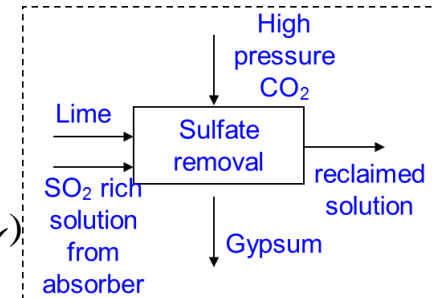 High
pressure
CO₂
Lime
Sulfate
removal
SO₂ rich
solution
from
absorber
reclaimed
solution
Gypsum
)